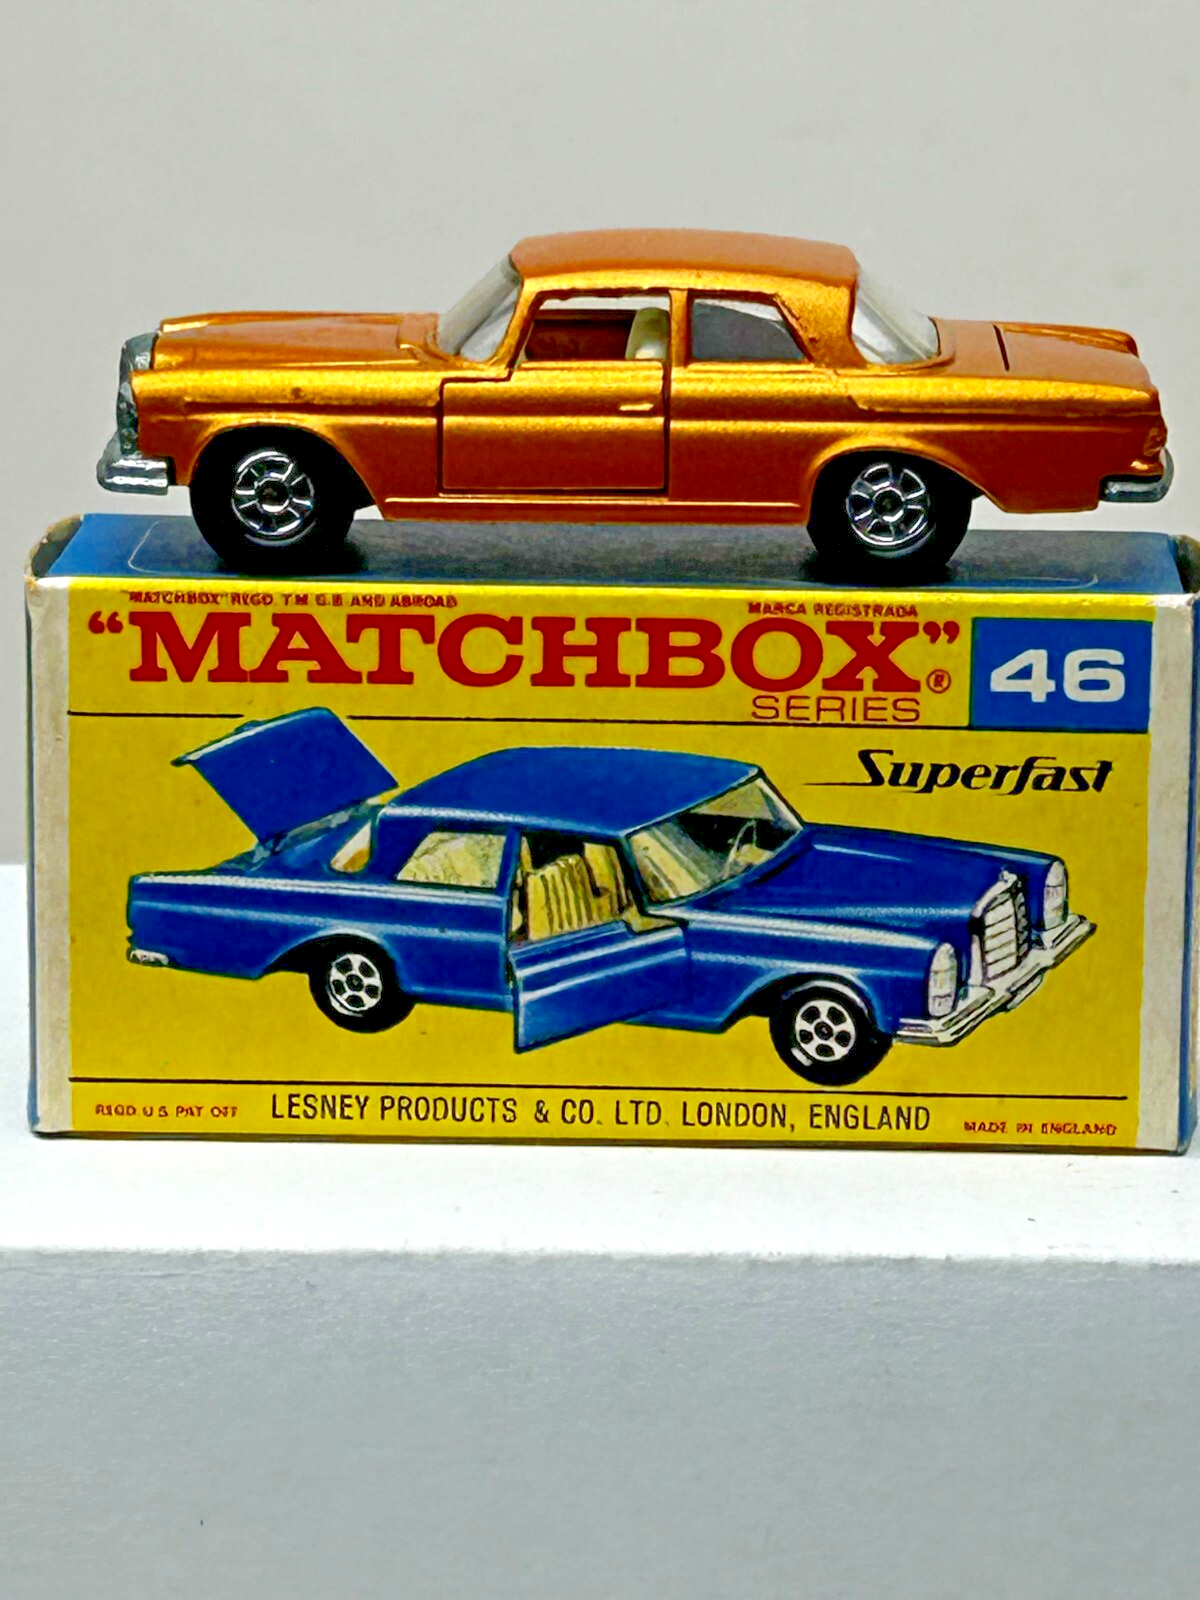 "MATCHBOX" REGD. T.M. G.B AND ABROAD
MARCA REGISTRADA
"MATCHBOX"®
SERIES
46
Superfast
REGD U S PAT OFF
LESNEY PRODUCTS & CO. LTD. LONDON, ENGLAND
MADE IN ENGLAND